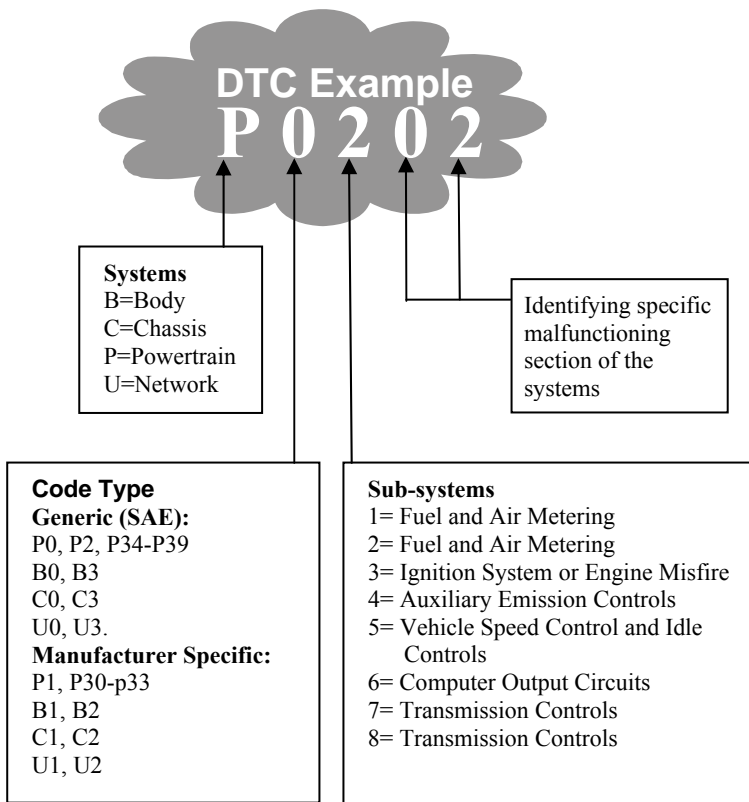 DTC Example
P 0 2 0 2
Systems
B=Body
C=Chassis
P=Powertrain
U=Network
Identifying specific
malfunctioning
section of the
systems
Code Type
Generic (SAE):
P0, P2, P34-P39
B0, B3
C0, C3
U0, U3.
Manufacturer Specific:
P1, P30-p33
B1, B2
C1, C2
U1, U2
Sub-systems
1= Fuel and Air Metering
2= Fuel and Air Metering
3= Ignition System or Engine Misfire
4= Auxiliary Emission Controls
5= Vehicle Speed Control and Idle
Controls
6= Computer Output Circuits
7= Transmission Controls
8= Transmission Controls